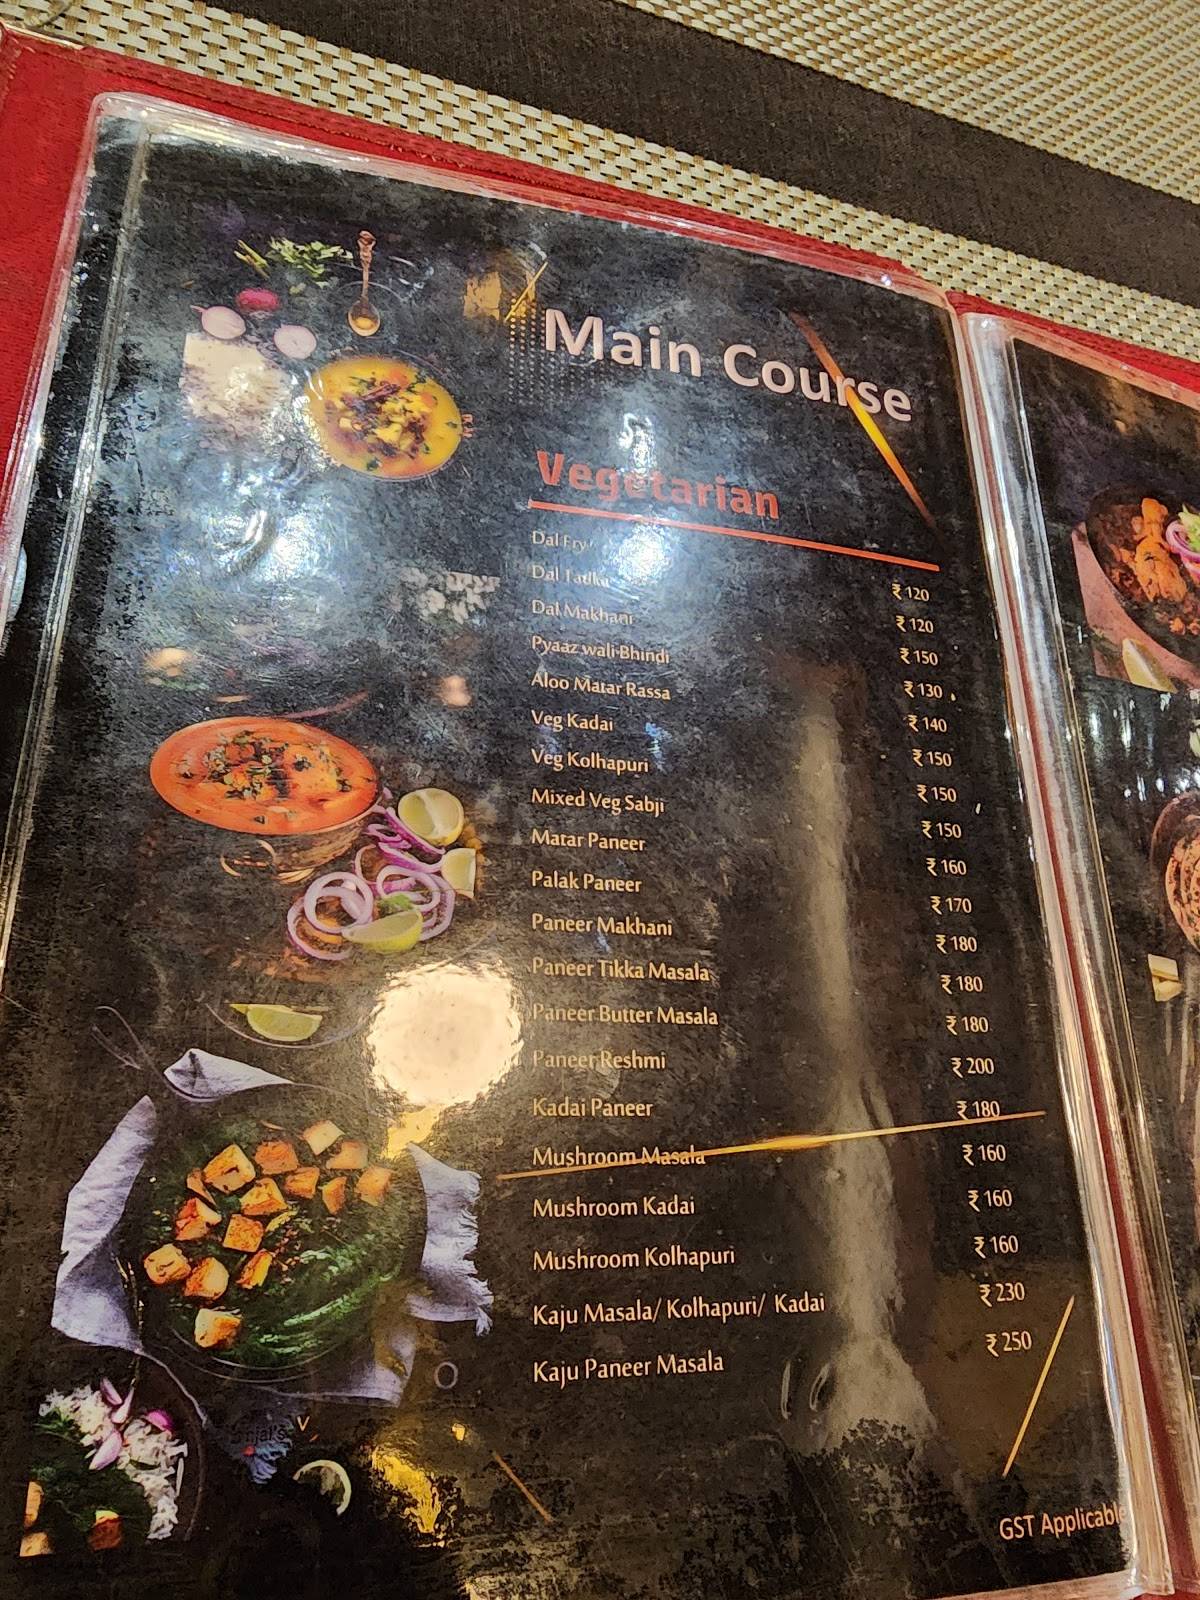 Main Course
Vegetarian
Dal Fry ₹ 120
Dal Tadka ₹ 120
Dal Makhani ₹ 150
Pyaaz wali Bhindi ₹ 130
Aloo Matar Rassa ₹ 140
Veg Kadai ₹ 150
Veg Kolhapuri ₹ 150
Mixed Veg Sabji ₹ 150
Matar Paneer ₹ 160
Palak Paneer ₹ 170
Paneer Makhani ₹ 180
Paneer Tikka Masala ₹ 180
Paneer Butter Masala ₹ 180
Paneer Reshmi ₹ 200
Kadai Paneer ₹ 180
Mushroom Masala ₹ 160
Mushroom Kadai ₹ 160
Mushroom Kolhapuri ₹ 160
Kaju Masala/ Kolhapuri/ Kadai ₹ 230
Kaju Paneer Masala ₹ 250
GST Applicable